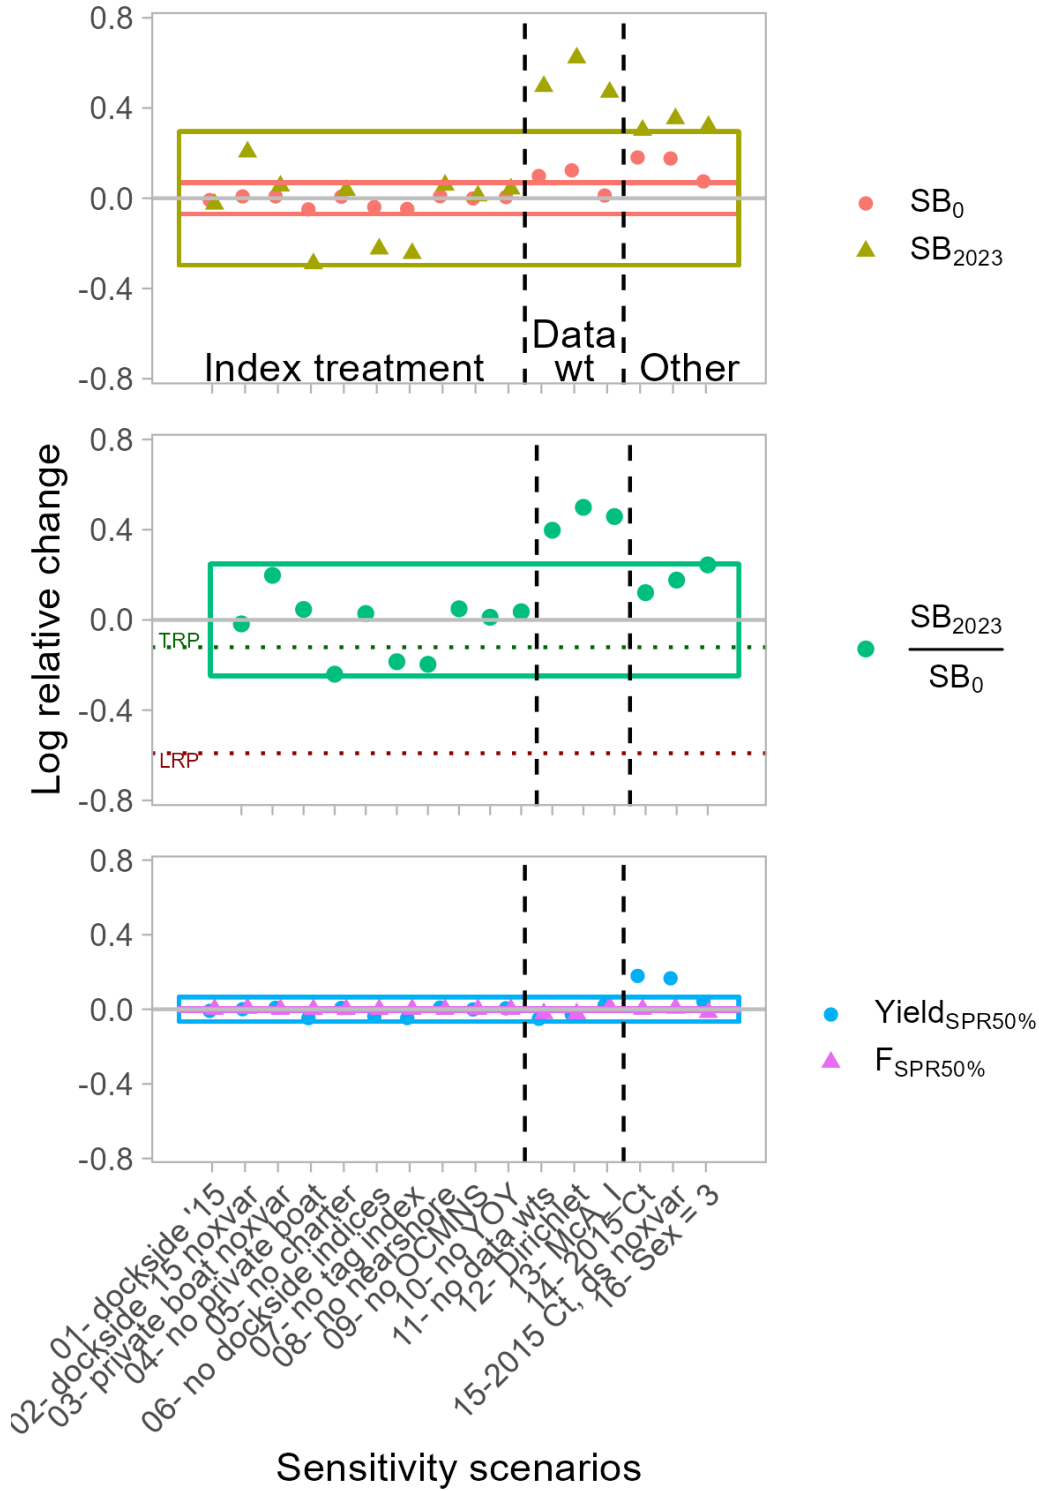 0.8
0.4
0.0
-0.4
-0.8
Index treatment
Data
wt
Other
SB0
SB2023
Log relative change
0.8
0.4
0.0
-0.4
-0.8
TRP
LRP
SB2023
SB0
0.8
0.4
0.0
-0.4
-0.8
YieldSPR50%
FSPR50%
01- dockside '15
02- dockside '15 noxvar
03- private boat noxvar
04- no private boat
05- no charter
06- no dockside indices
07- no tag index
08- no nearshore
09- no OCMNS
10- no YOY
11- no data wts
12- Dirichlet
13- McA_I
14- 2015 Ct
15-2015 Ct, ds noxvar
16- Sex = 3
Sensitivity scenarios